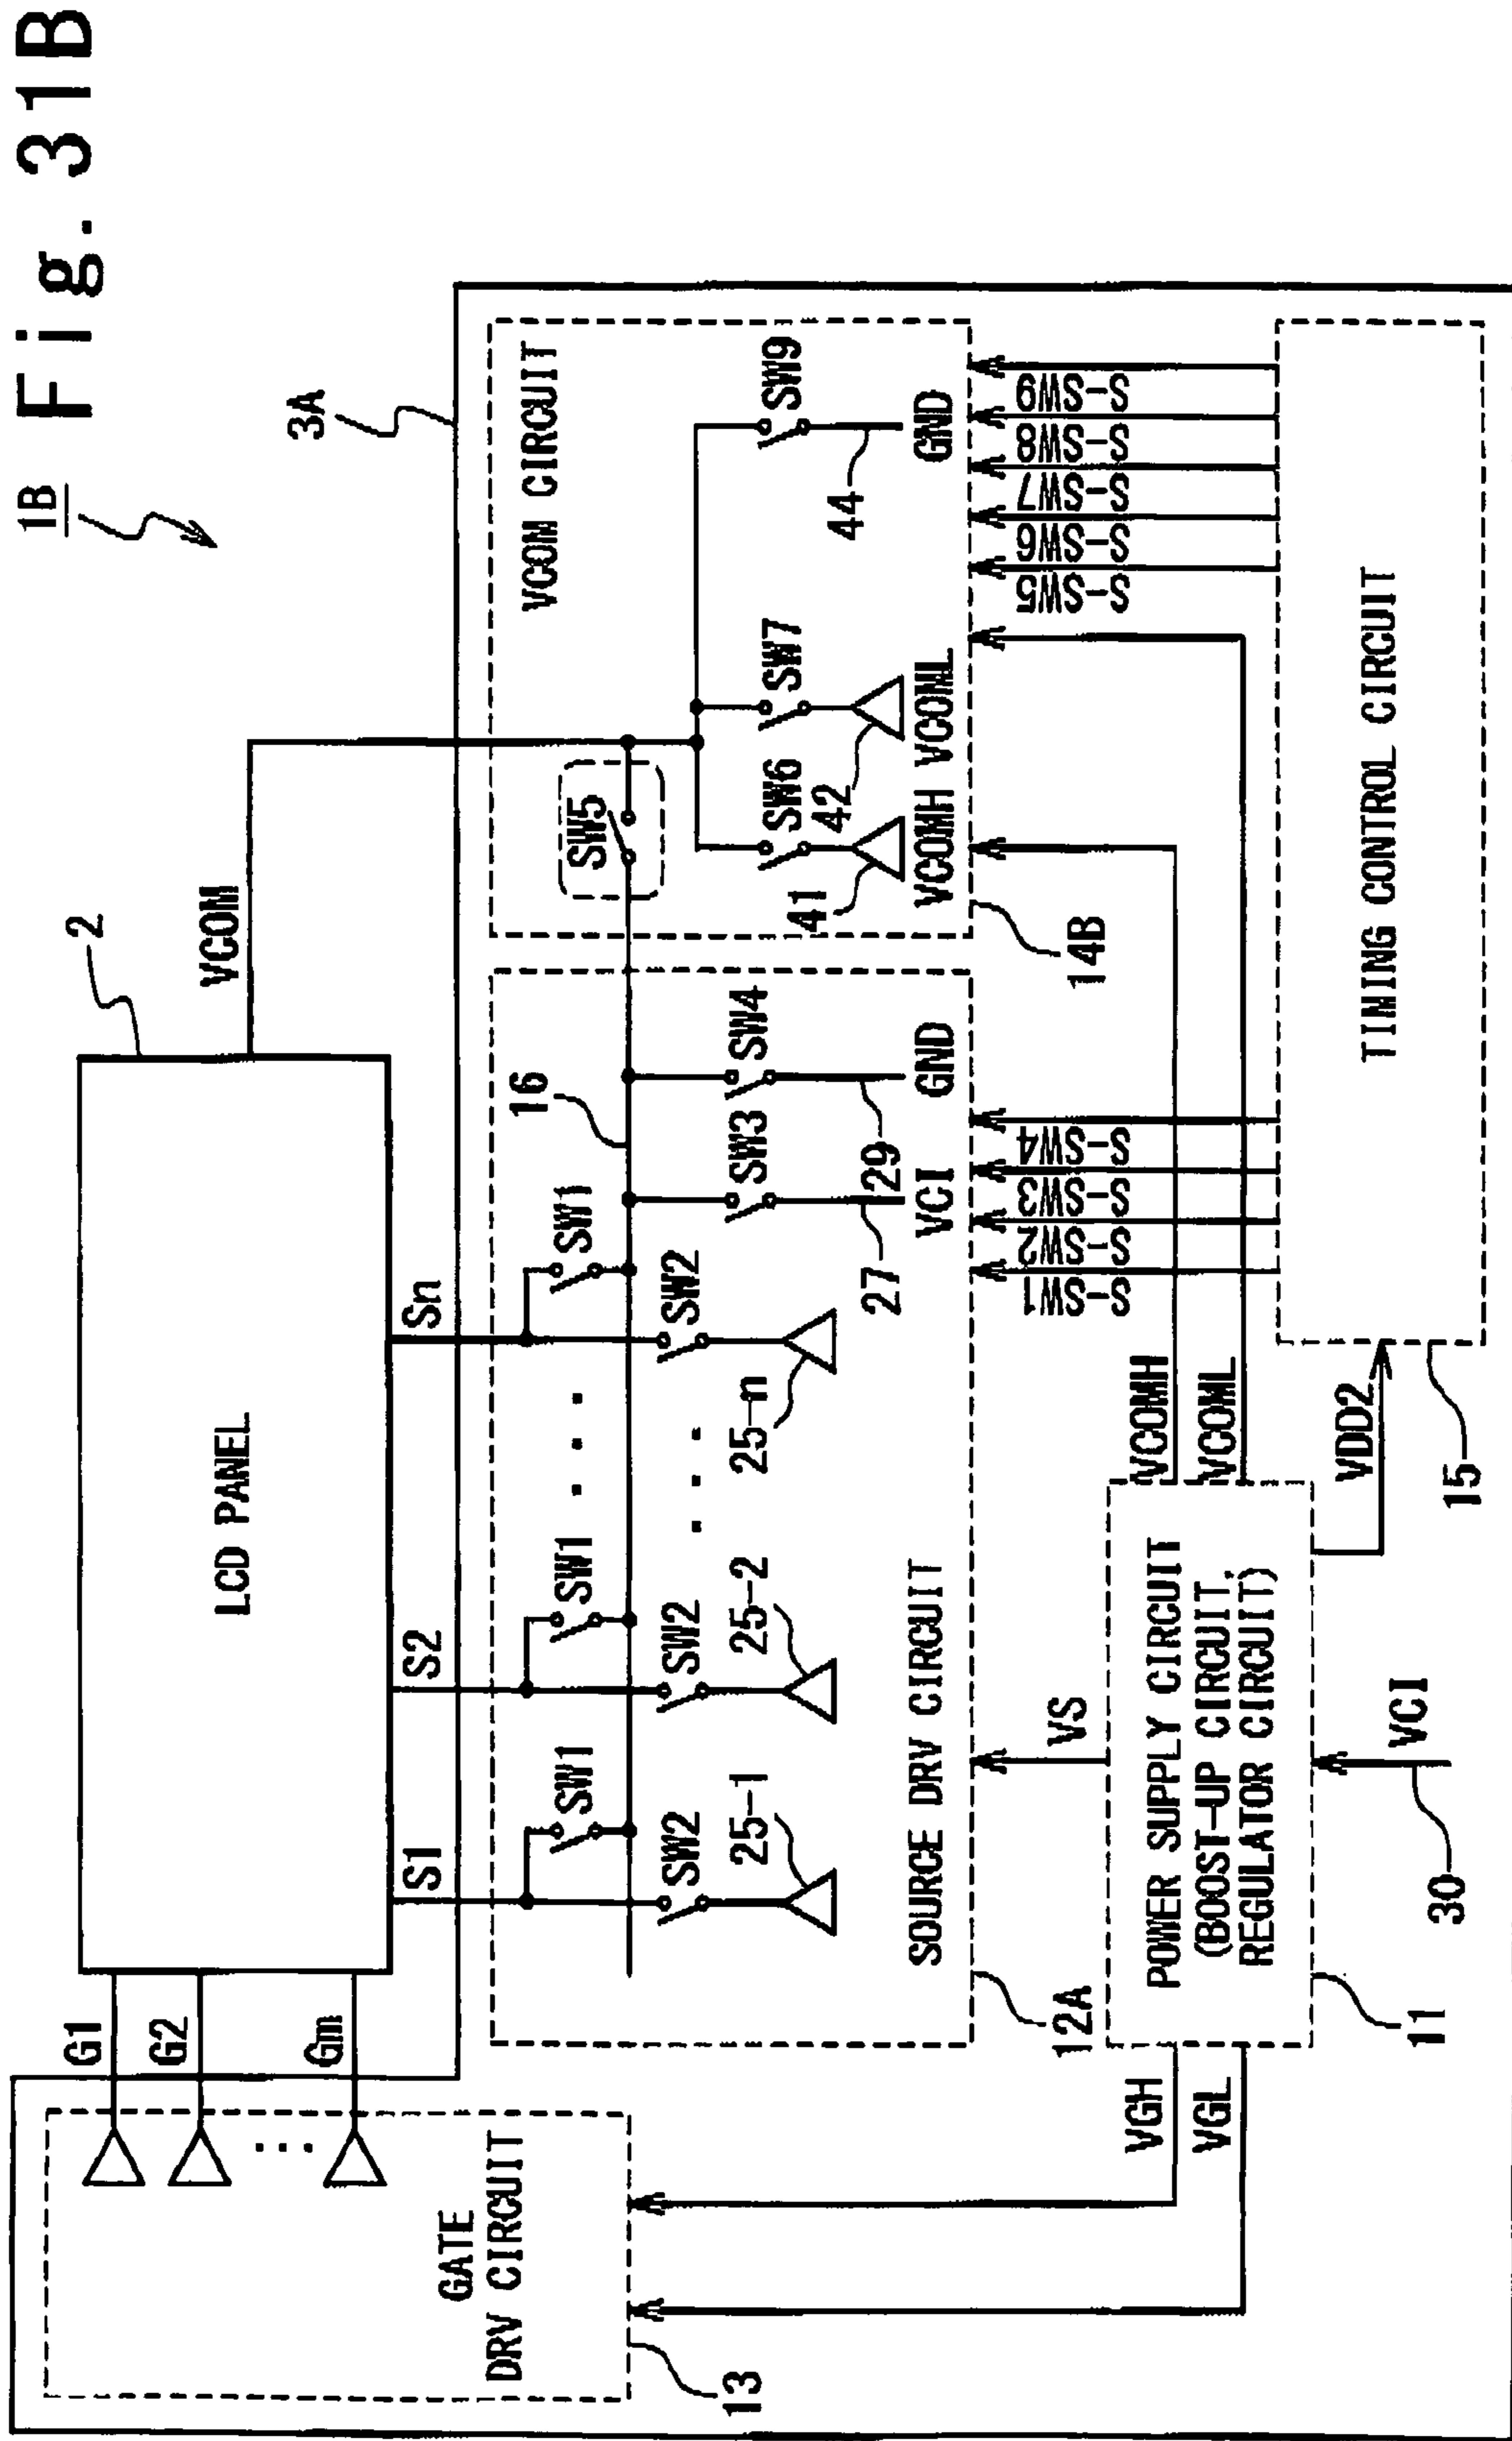 Fig. 31B
1B
3A
2
LCD PANEL
VCOM
G1
G2
Gm
S1
S2
Sn
GATE
DRV CIRCUIT
13
SW1
SW1
SW1
16
SW2
SW2
SW2
25-1
25-2
25-n
SW3
SW4
27
29
VCI
GND
SOURCE DRV CIRCUIT
12A
VCOM CIRCUIT
SW5
SW6
SW7
SW9
41
42
44
VCOMH
VCOML
GND
14B
S-SW1
S-SW2
S-SW3
S-SW4
S-SW5
S-SW6
S-SW7
S-SW8
S-SW9
VGH
VGL
VS
VCOMH
VCOML
POWER SUPPLY CIRCUIT
(BOOST-UP CIRCUIT,
REGULATOR CIRCUIT)
11
VCI
30
VDD2
TIMING CONTROL CIRCUIT
15